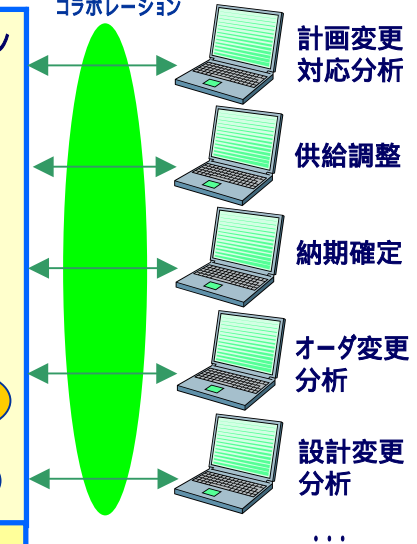 コラボレーション
ン
計画変更
対応分析
供給調整
納期確定
オーダ変更
分析
設計変更
分析
...